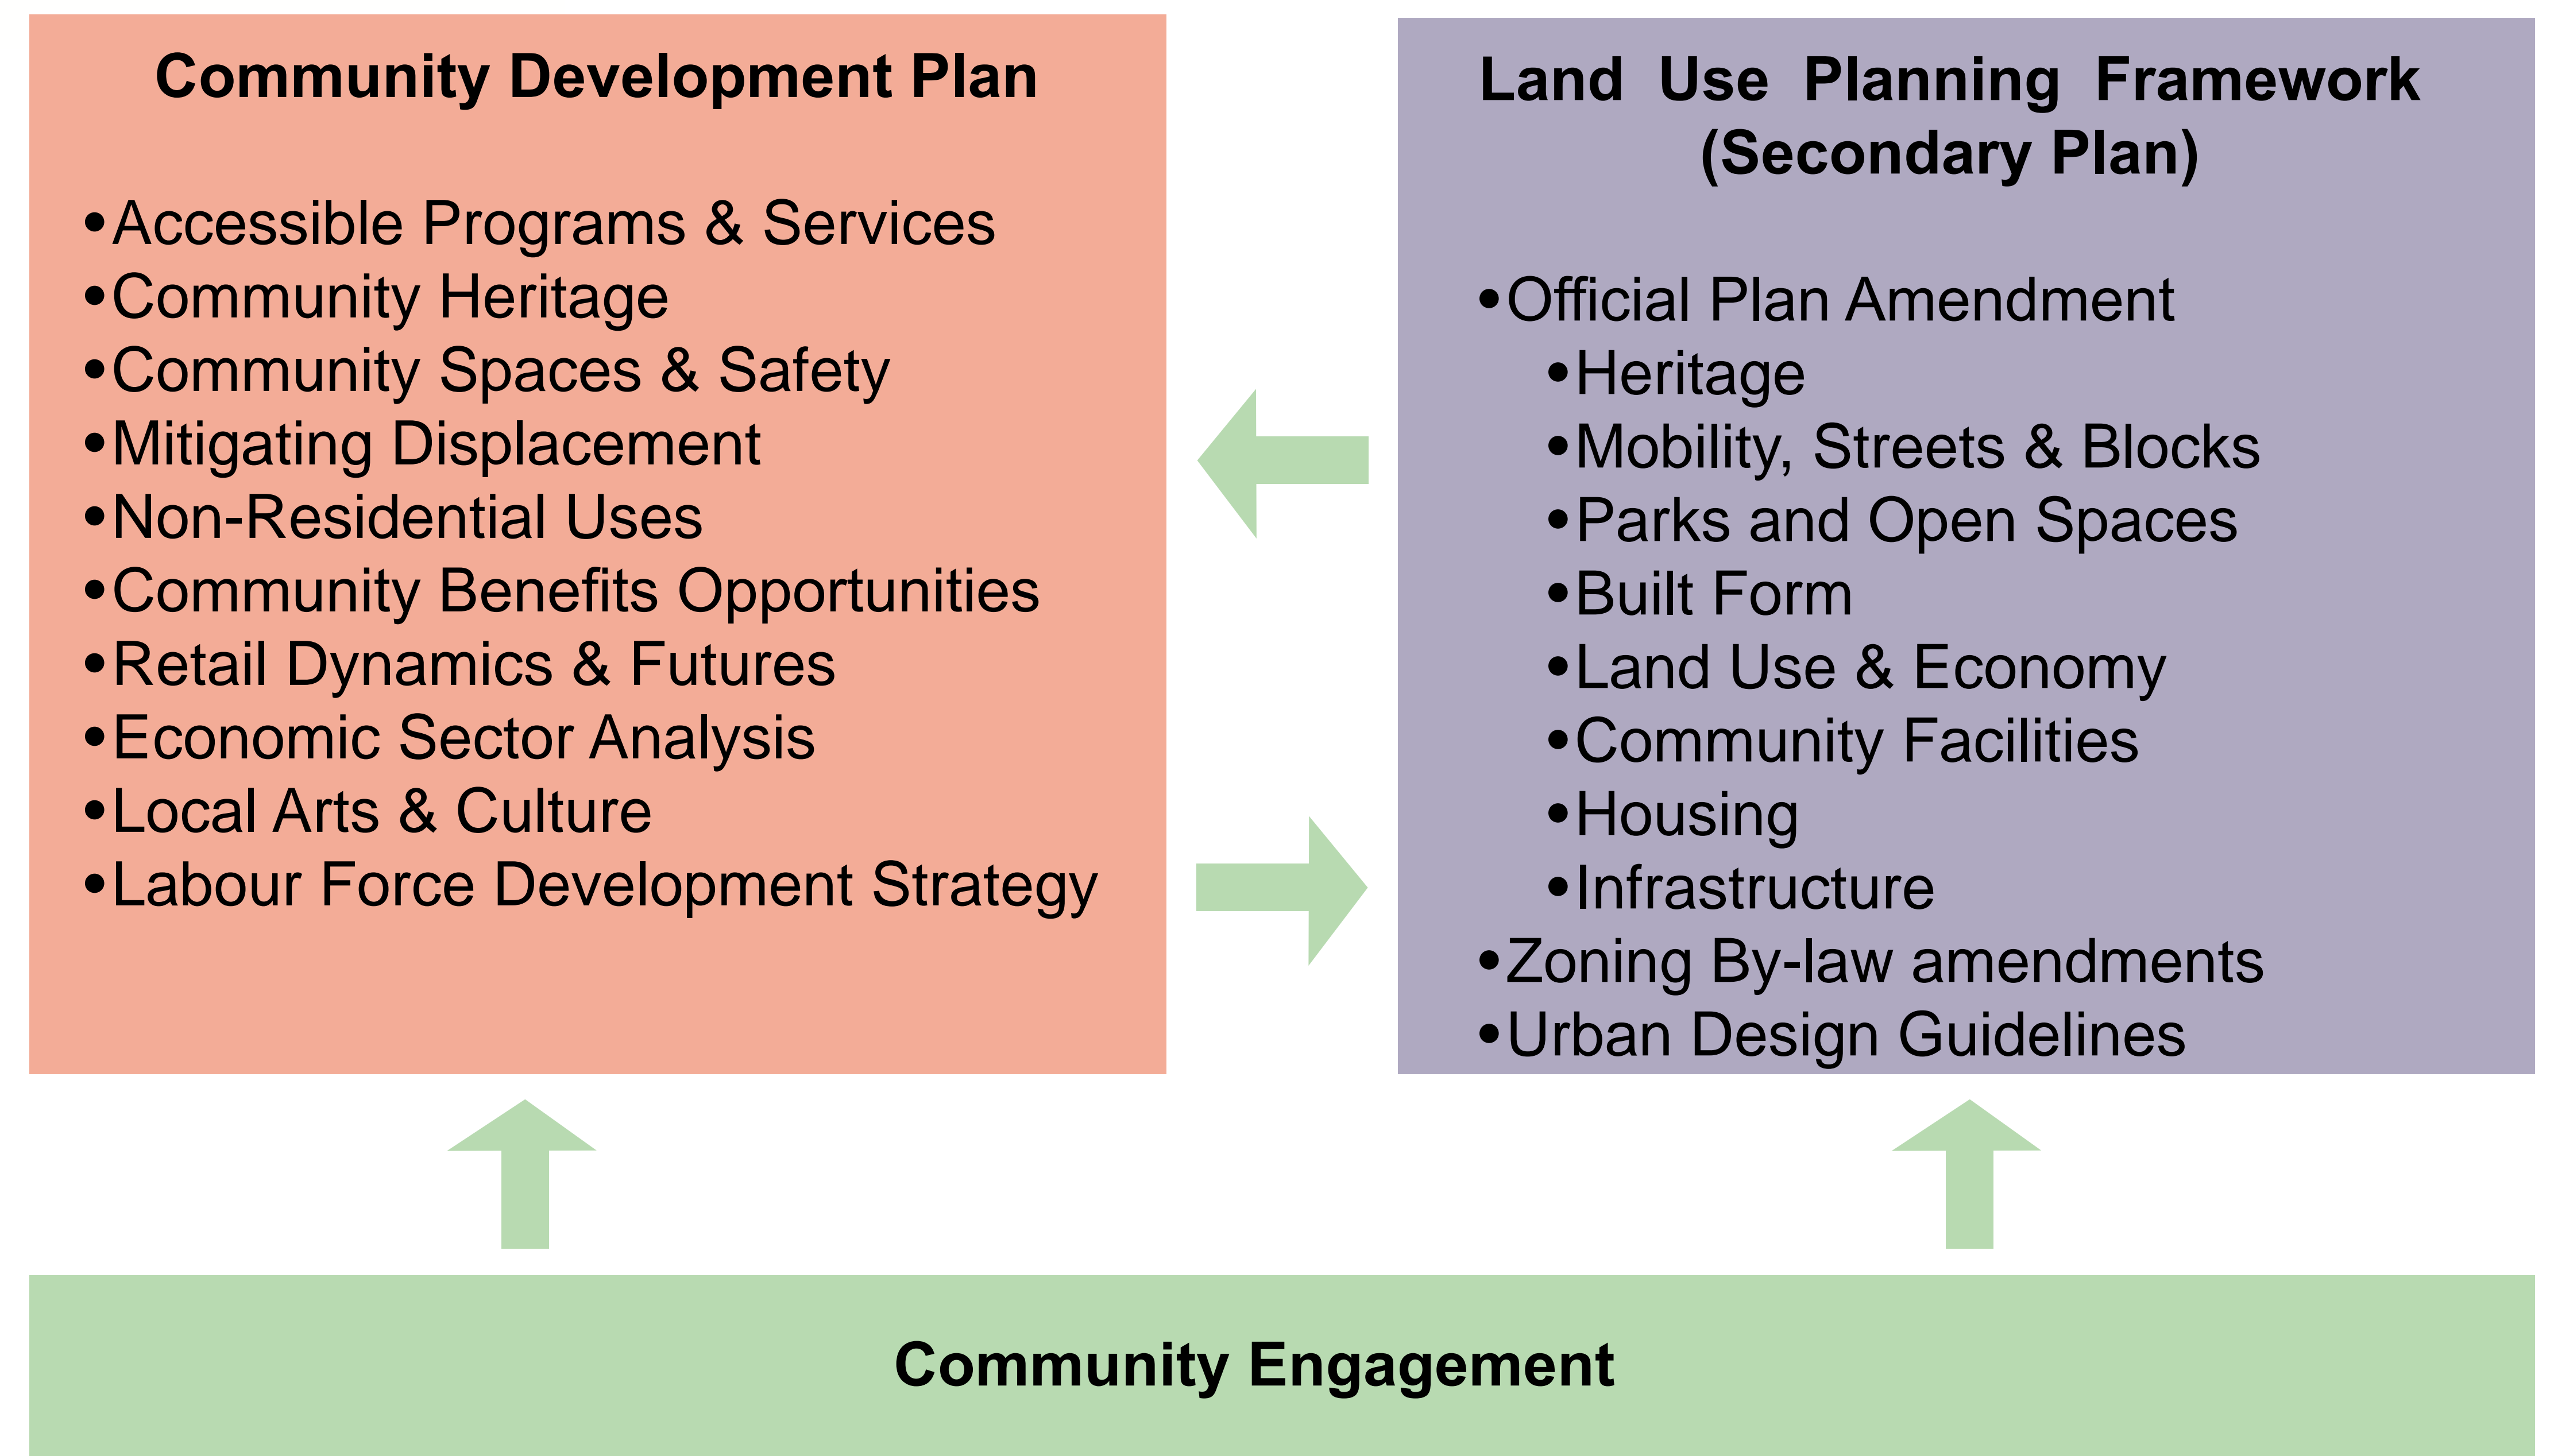 Community Development Plan
•Accessible Programs & Services
•Community Heritage
•Community Spaces & Safety
•Mitigating Displacement
•Non-Residential Uses
•Community Benefits Opportunities
•Retail Dynamics & Futures
•Economic Sector Analysis
•Local Arts & Culture
•Labour Force Development Strategy
Land Use Planning Framework
(Secondary Plan)
•Official Plan Amendment
•Heritage
•Mobility, Streets & Blocks
•Parks and Open Spaces
•Built Form
•Land Use & Economy
•Community Facilities
•Housing
•Infrastructure
•Zoning By-law amendments
•Urban Design Guidelines
Community Engagement